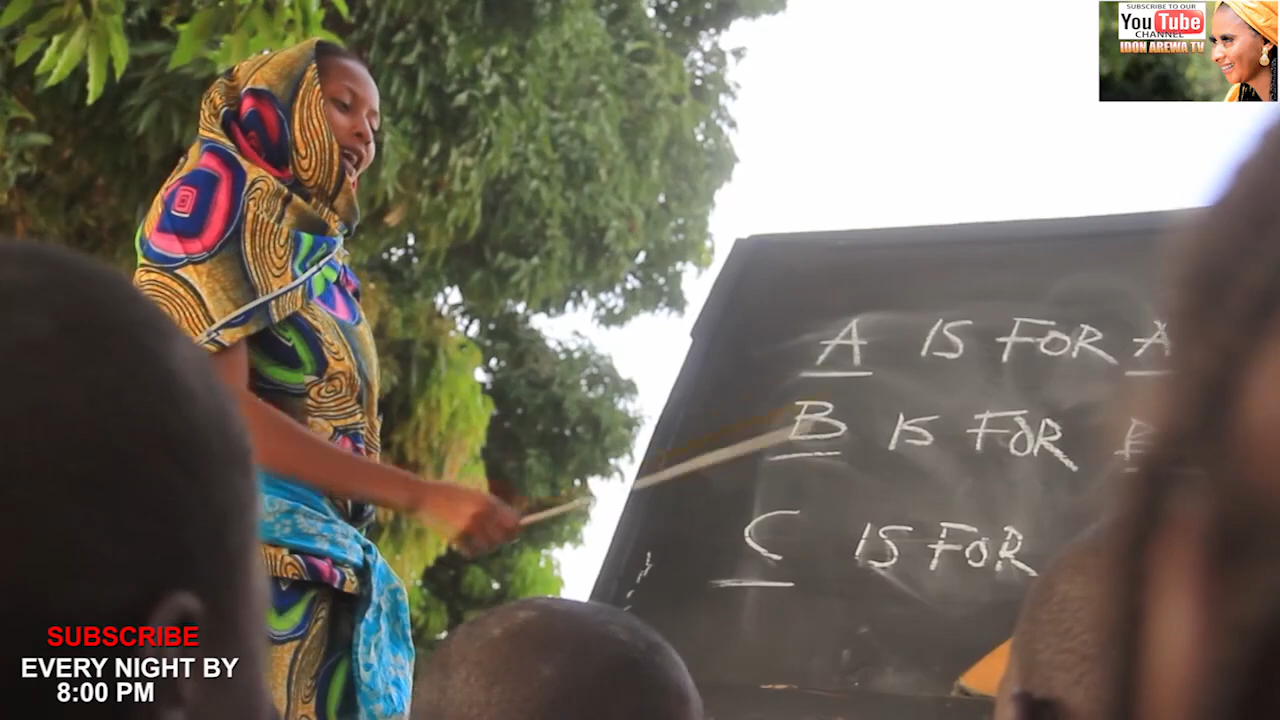 SUBSCRIBE TO OUR
YouTube
CHANNEL
IDON AREWA TV
A IS FOR A
B IS FOR B
C IS FOR
SUBSCRIBE
EVERY NIGHT BY
8:00 PM